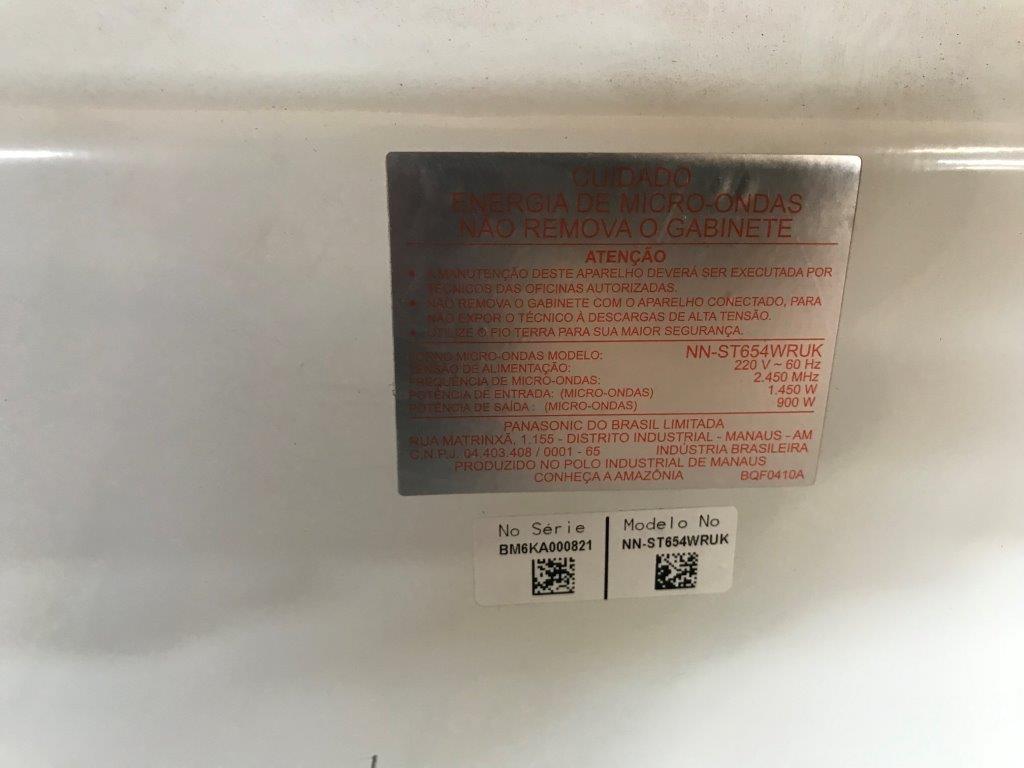 CUIDADO
ENERGIA DE MICRO-ONDAS
NÃO REMOVA O GABINETE
ATENÇÃO
• A MANUTENÇÃO DESTE APARELHO DEVERÁ SER EXECUTADA POR
TÉCNICOS DAS OFICINAS AUTORIZADAS.
• NÃO REMOVA O GABINETE COM O APARELHO CONECTADO, PARA
NÃO EXPOR O TÉCNICO À DESCARGAS DE ALTA TENSÃO.
• UTILIZE O FIO TERRA PARA SUA MAIOR SEGURANÇA.
FORNO MICRO-ONDAS MODELO: NN-ST654WRUK
TENSÃO DE ALIMENTAÇÃO: 220 V ~ 60 Hz
FREQUÊNCIA DE MICRO-ONDAS: 2.450 MHz
POTÊNCIA DE ENTRADA: (MICRO-ONDAS) 1.450 W
POTÊNCIA DE SAÍDA : (MICRO-ONDAS) 900 W
PANASONIC DO BRASIL LIMITADA
RUA MATRINXÃ, 1.155 - DISTRITO INDUSTRIAL - MANAUS - AM
C.N.P.J. 04.403.408 / 0001 - 65 INDÚSTRIA BRASILEIRA
PRODUZIDO NO POLO INDUSTRIAL DE MANAUS
CONHEÇA A AMAZÔNIA BQF0410A
No Série Modelo No
BM6KA000821 NN-ST654WRUK